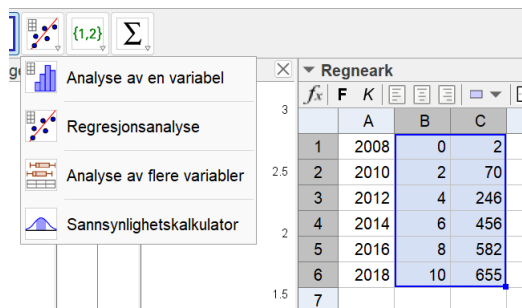 {1,2} Σ
Analyse av en variabel
Regresjonsanalyse
Analyse av flere variabler
Sannsynlighetskalkulator
3
2.5
2
1.5
Regneark
fx F K
A B C
1 2008 0 2
2 2010 2 70
3 2012 4 246
4 2014 6 456
5 2016 8 582
6 2018 10 655
7